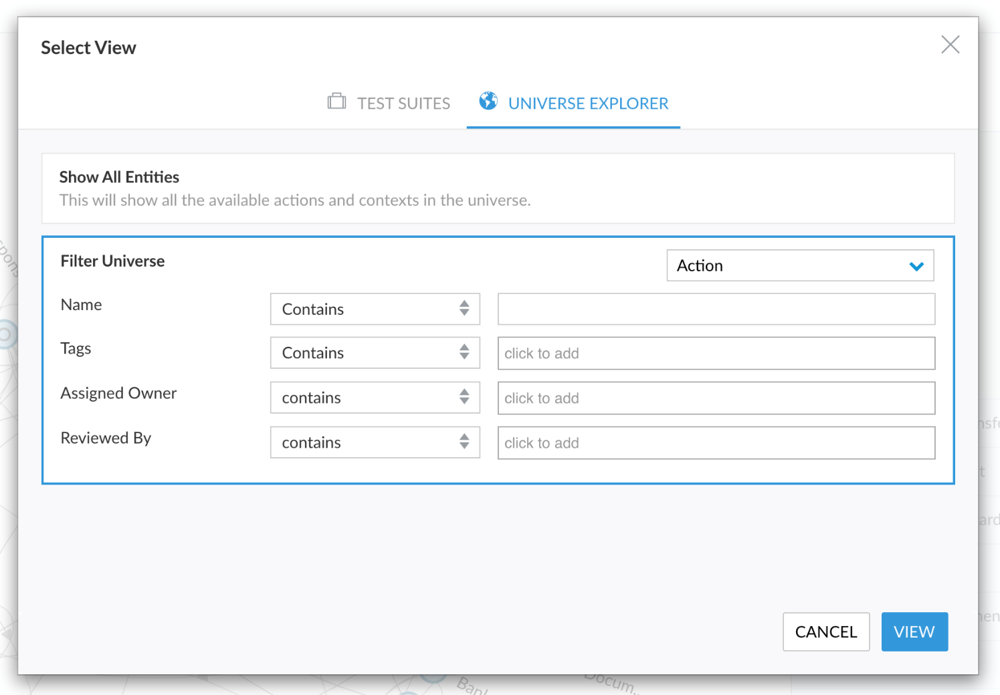 Select View
TEST SUITES
UNIVERSE EXPLORER
Show All Entities
This will show all the available actions and contexts in the universe.
Filter Universe
Action
Name
Contains
Tags
Contains
click to add
Assigned Owner
contains
click to add
Reviewed By
contains
click to add
CANCEL
VIEW
Docum...